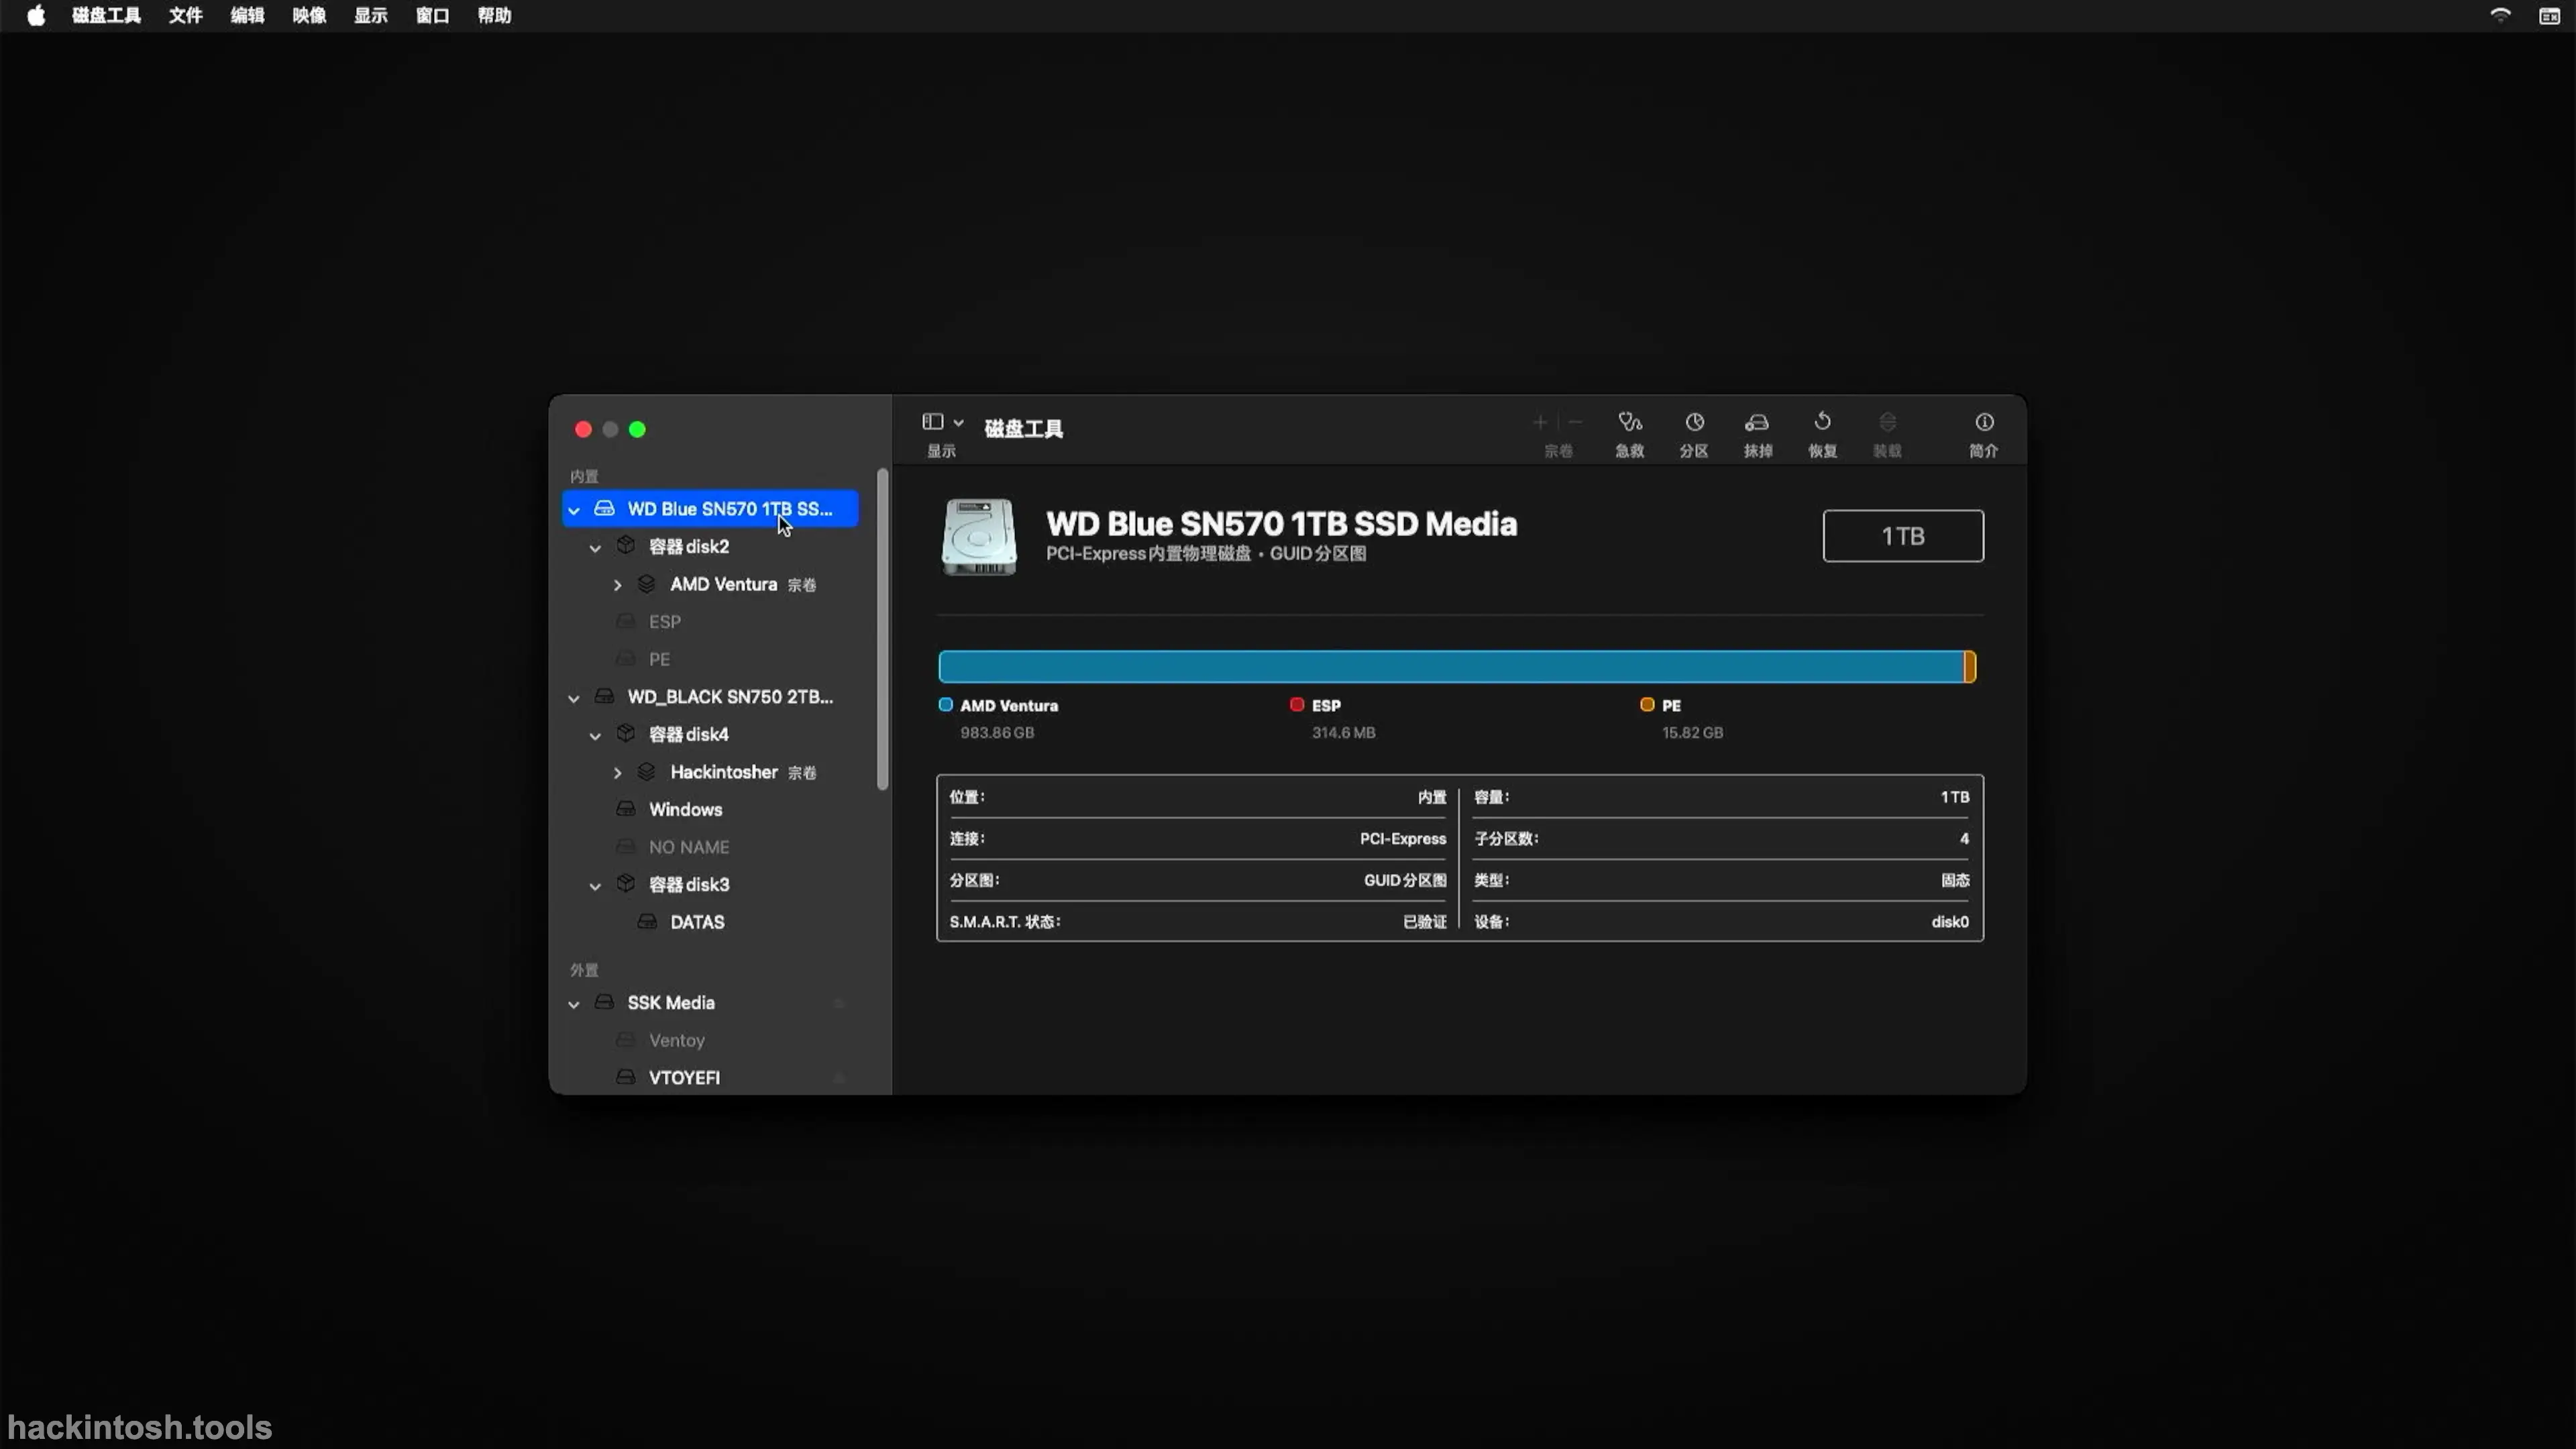 磁盘工具 文件 编辑 映像 显示 窗口 帮助
磁盘工具
显示
宗卷 急救 分区 抹掉 恢复 装载 简介
内置
WD Blue SN570 1TB SS...
容器 disk2
AMD Ventura 宗卷
ESP
PE
WD_BLACK SN750 2TB...
容器 disk4
Hackintosher 宗卷
Windows
NO NAME
容器 disk3
DATAS
外置
SSK Media
Ventoy
VTOYEFI
WD Blue SN570 1TB SSD Media
PCI-Express内置物理磁盘 • GUID分区图
1TB
AMD Ventura
983.86 GB
ESP
314.6 MB
PE
15.82 GB
位置: 内置
连接: PCI-Express
分区图: GUID分区图
S.M.A.R.T. 状态: 已验证
容量: 1TB
子分区数: 4
类型: 固态
设备: disk0
hackintosh.tools